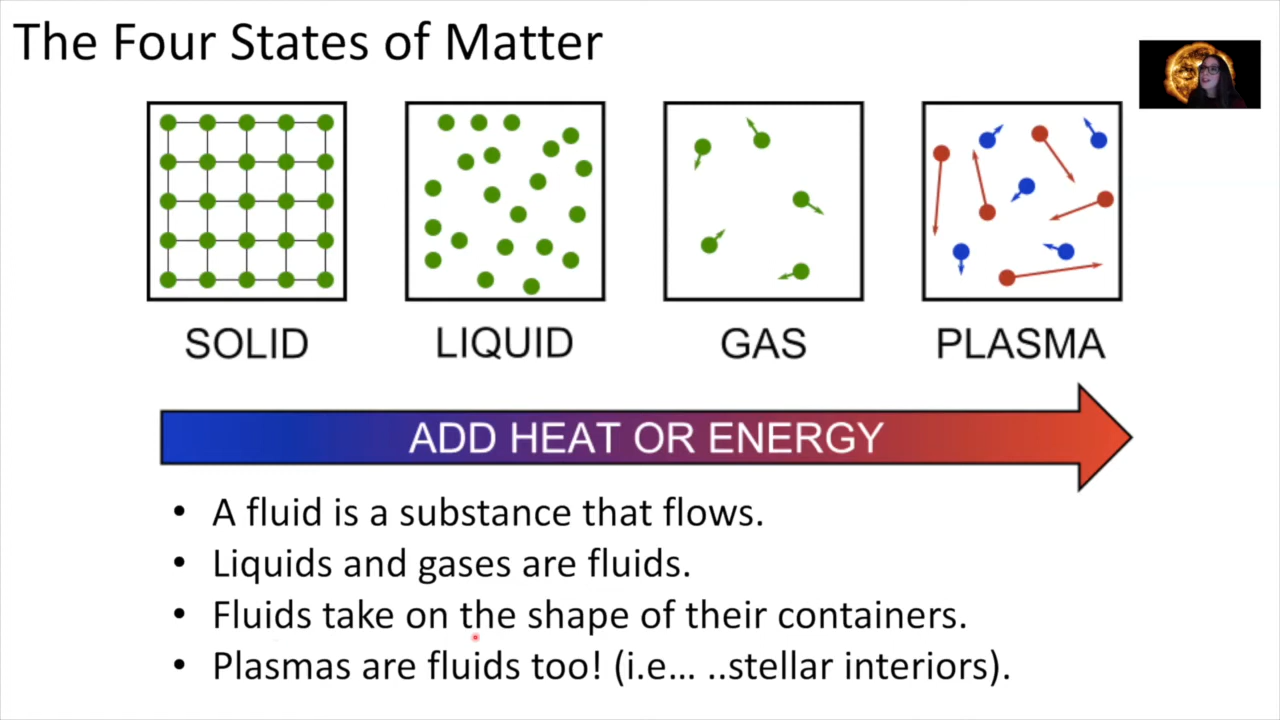 The Four States of Matter
SOLID
LIQUID
GAS
PLASMA
ADD HEAT OR ENERGY
• A fluid is a substance that flows.
• Liquids and gases are fluids.
• Fluids take on the shape of their containers.
• Plasmas are fluids too! (i.e... ..stellar interiors).